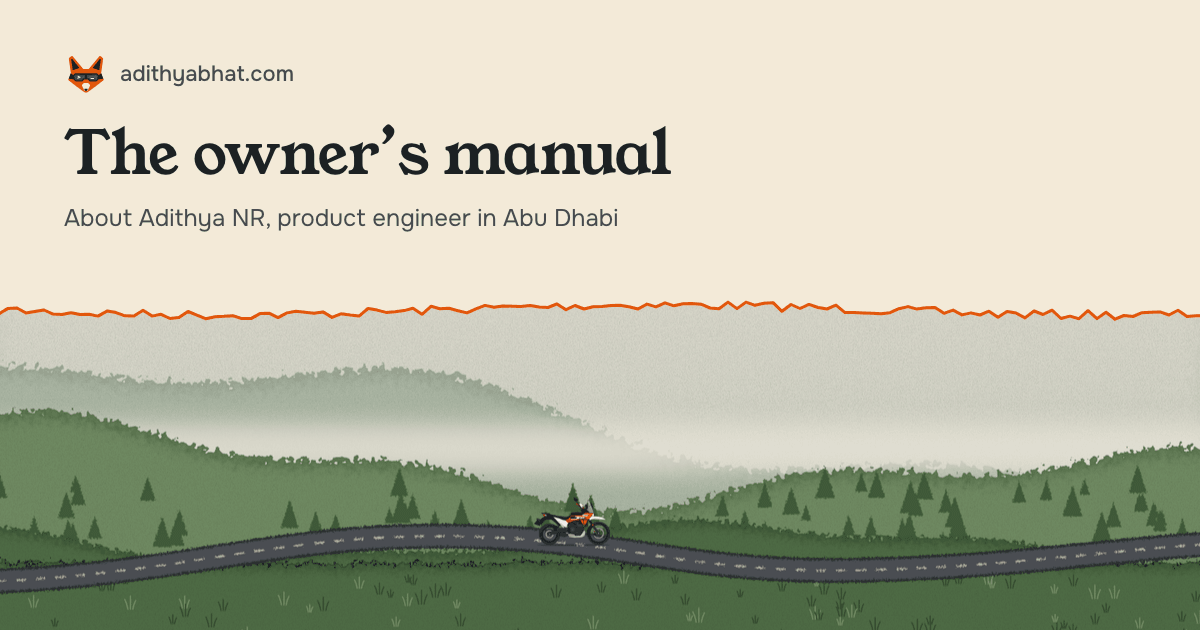 adithyabhat.com
The owner’s manual
About Adithya NR, product engineer in Abu Dhabi